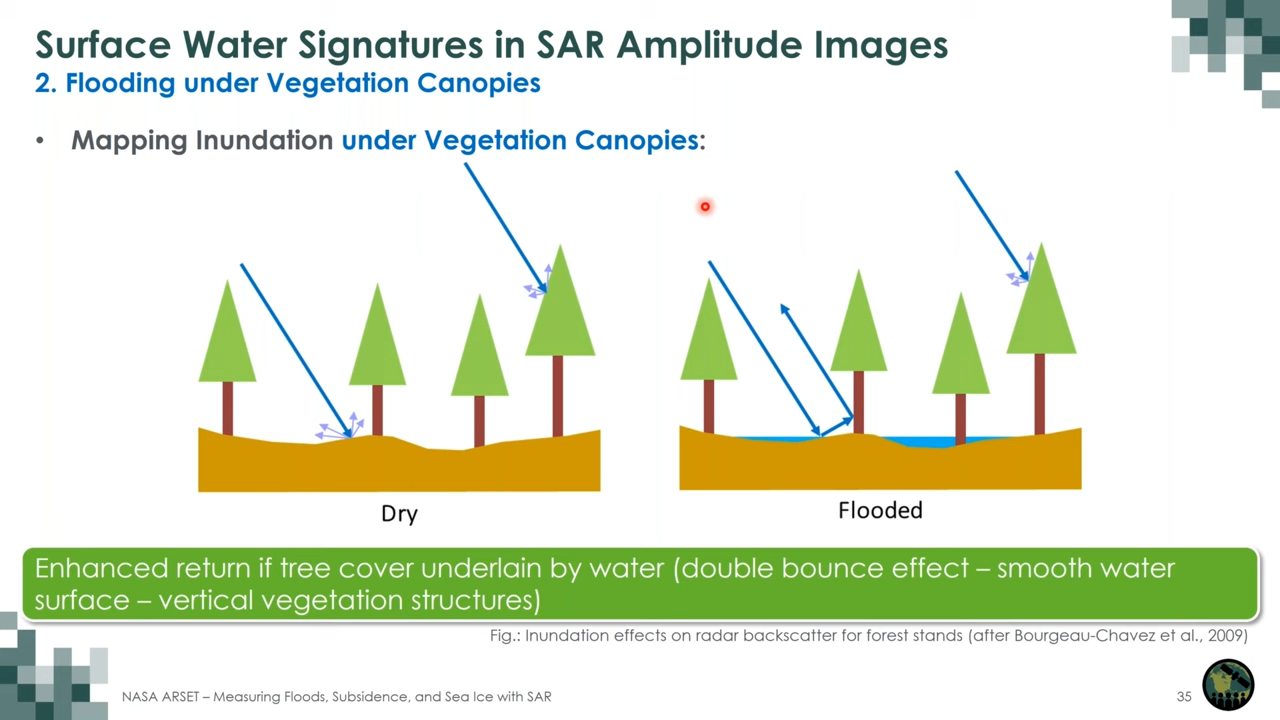 Surface Water Signatures in SAR Amplitude Images
2. Flooding under Vegetation Canopies
• Mapping Inundation under Vegetation Canopies:
Dry
Flooded
Enhanced return if tree cover underlain by water (double bounce effect – smooth water
surface – vertical vegetation structures)
Fig.: Inundation effects on radar backscatter for forest stands (after Bourgeau-Chavez et al., 2009)
NASA ARSET – Measuring Floods, Subsidence, and Sea Ice with SAR
35